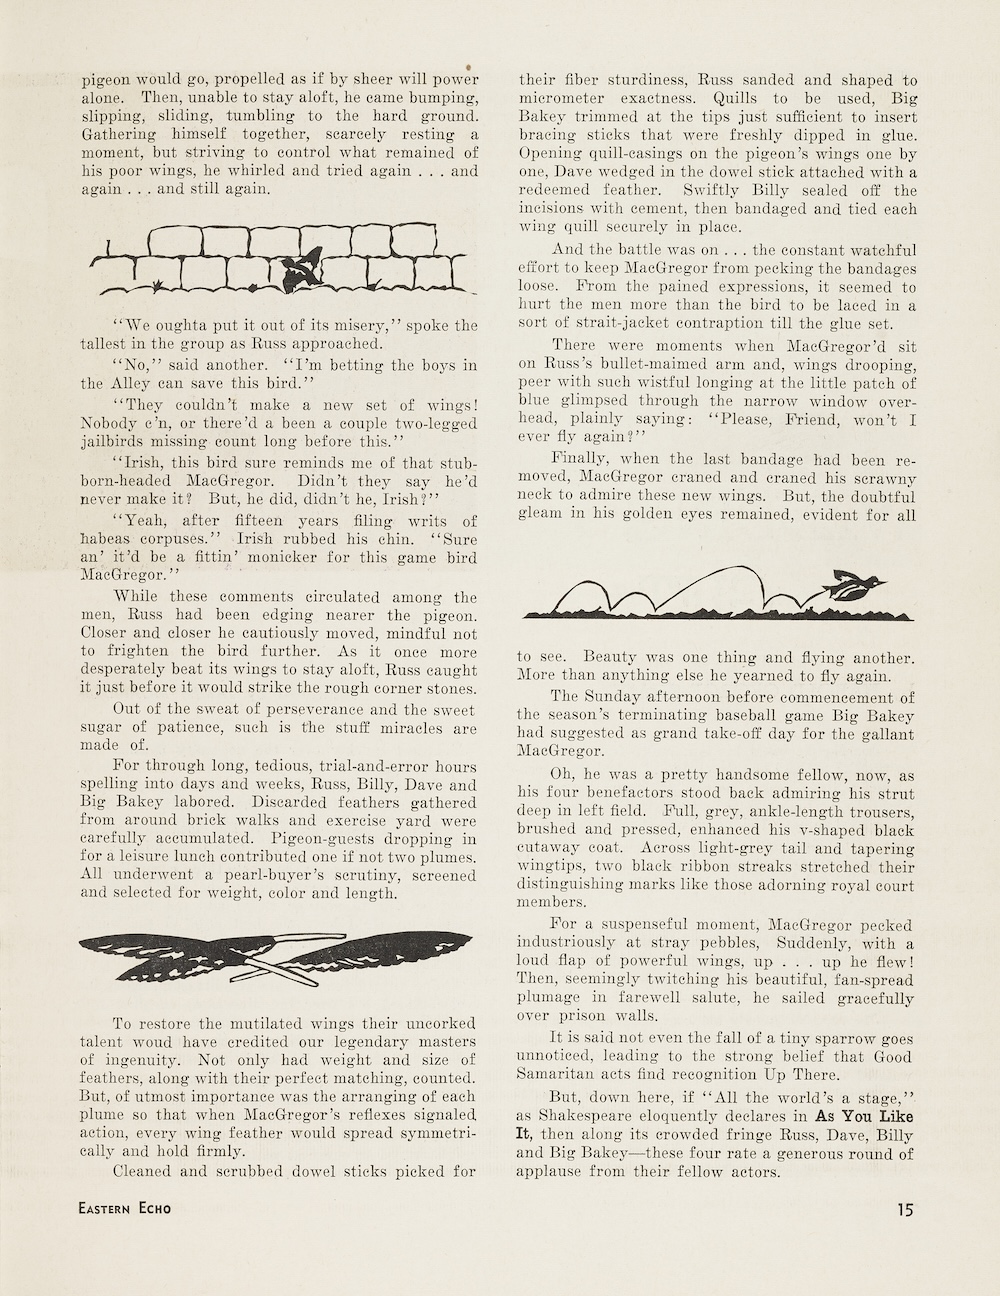 pigeon would go, propelled as if by sheer will power
alone. Then, unable to stay aloft, he came bumping,
slipping, sliding, tumbling to the hard ground.
Gathering himself together, scarcely resting a
moment, but striving to control what remained of
his poor wings, he whirled and tried again . . . and
again . . . and still again.
“We oughta put it out of its misery,” spoke the
tallest in the group as Russ approached.
“No,” said another. “I’m betting the boys in
the Alley can save this bird.”
“They couldn’t make a new set of wings!
Nobody c’n, or there’d a been a couple two-legged
jailbirds missing count long before this.”
“Irish, this bird sure reminds me of that stub-
born-headed MacGregor. Didn’t they say he’d
never make it? But, he did, didn’t he, Irish?”
“Yeah, after fifteen years filing writs of
habeas corpuses.” Irish rubbed his chin. “Sure
an’ it’d be a fittin’ monicker for this game bird
MacGregor.”
While these comments circulated among the
men, Russ had been edging nearer the pigeon.
Closer and closer he cautiously moved, mindful not
to frighten the bird further. As it once more
desperately beat its wings to stay aloft, Russ caught
it just before it would strike the rough corner stones.
Out of the sweat of perseverance and the sweet
sugar of patience, such is the stuff miracles are
made of.
For through long, tedious, trial-and-error hours
spelling into days and weeks, Russ, Billy, Dave and
Big Bakey labored. Discarded feathers gathered
from around brick walks and exercise yard were
carefully accumulated. Pigeon-guests dropping in
for a leisure lunch contributed one if not two plumes.
All underwent a pearl-buyer’s scrutiny, screened
and selected for weight, color and length.
To restore the mutilated wings their uncorked
talent woud have credited our legendary masters
of ingenuity. Not only had weight and size of
feathers, along with their perfect matching, counted.
But, of utmost importance was the arranging of each
plume so that when MacGregor’s reflexes signaled
action, every wing feather would spread symmetri-
cally and hold firmly.
Cleaned and scrubbed dowel sticks picked for
their fiber sturdiness, Russ sanded and shaped to
micrometer exactness. Quills to be used, Big
Bakey trimmed at the tips just sufficient to insert
bracing sticks that were freshly dipped in glue.
Opening quill-casings on the pigeon’s wings one by
one, Dave wedged in the dowel stick attached with a
redeemed feather. Swiftly Billy sealed off the
incisions with cement, then bandaged and tied each
wing quill securely in place.
And the battle was on . . . the constant watchful
effort to keep MacGregor from pecking the bandages
loose. From the pained expressions, it seemed to
hurt the men more than the bird to be laced in a
sort of strait-jacket contraption till the glue set.
There were moments when MacGregor’d sit
on Russ’s bullet-maimed arm and, wings drooping,
peer with such wistful longing at the little patch of
blue glimpsed through the narrow window over-
head, plainly saying: “Please, Friend, won’t I
ever fly again?”
Finally, when the last bandage had been re-
moved, MacGregor craned and craned his scrawny
neck to admire these new wings. But, the doubtful
gleam in his golden eyes remained, evident for all
to see. Beauty was one thing and flying another.
More than anything else he yearned to fly again.
The Sunday afternoon before commencement of
the season’s terminating baseball game Big Bakey
had suggested as grand take-off day for the gallant
MacGregor.
Oh, he was a pretty handsome fellow, now, as
his four benefactors stood back admiring his strut
deep in left field. Full, grey, ankle-length trousers,
brushed and pressed, enhanced his v-shaped black
cutaway coat. Across light-grey tail and tapering
wingtips, two black ribbon streaks stretched their
distinguishing marks like those adorning royal court
members.
For a suspenseful moment, MacGregor pecked
industriously at stray pebbles, Suddenly, with a
loud flap of powerful wings, up . . . up he flew!
Then, seemingly twitching his beautiful, fan-spread
plumage in farewell salute, he sailed gracefully
over prison walls.
It is said not even the fall of a tiny sparrow goes
unnoticed, leading to the strong belief that Good
Samaritan acts find recognition Up There.
But, down here, if “All the world’s a stage,”
as Shakespeare eloquently declares in As You Like
It, then along its crowded fringe Russ, Dave, Billy
and Big Bakey—these four rate a generous round of
applause from their fellow actors.
Eastern Echo
15